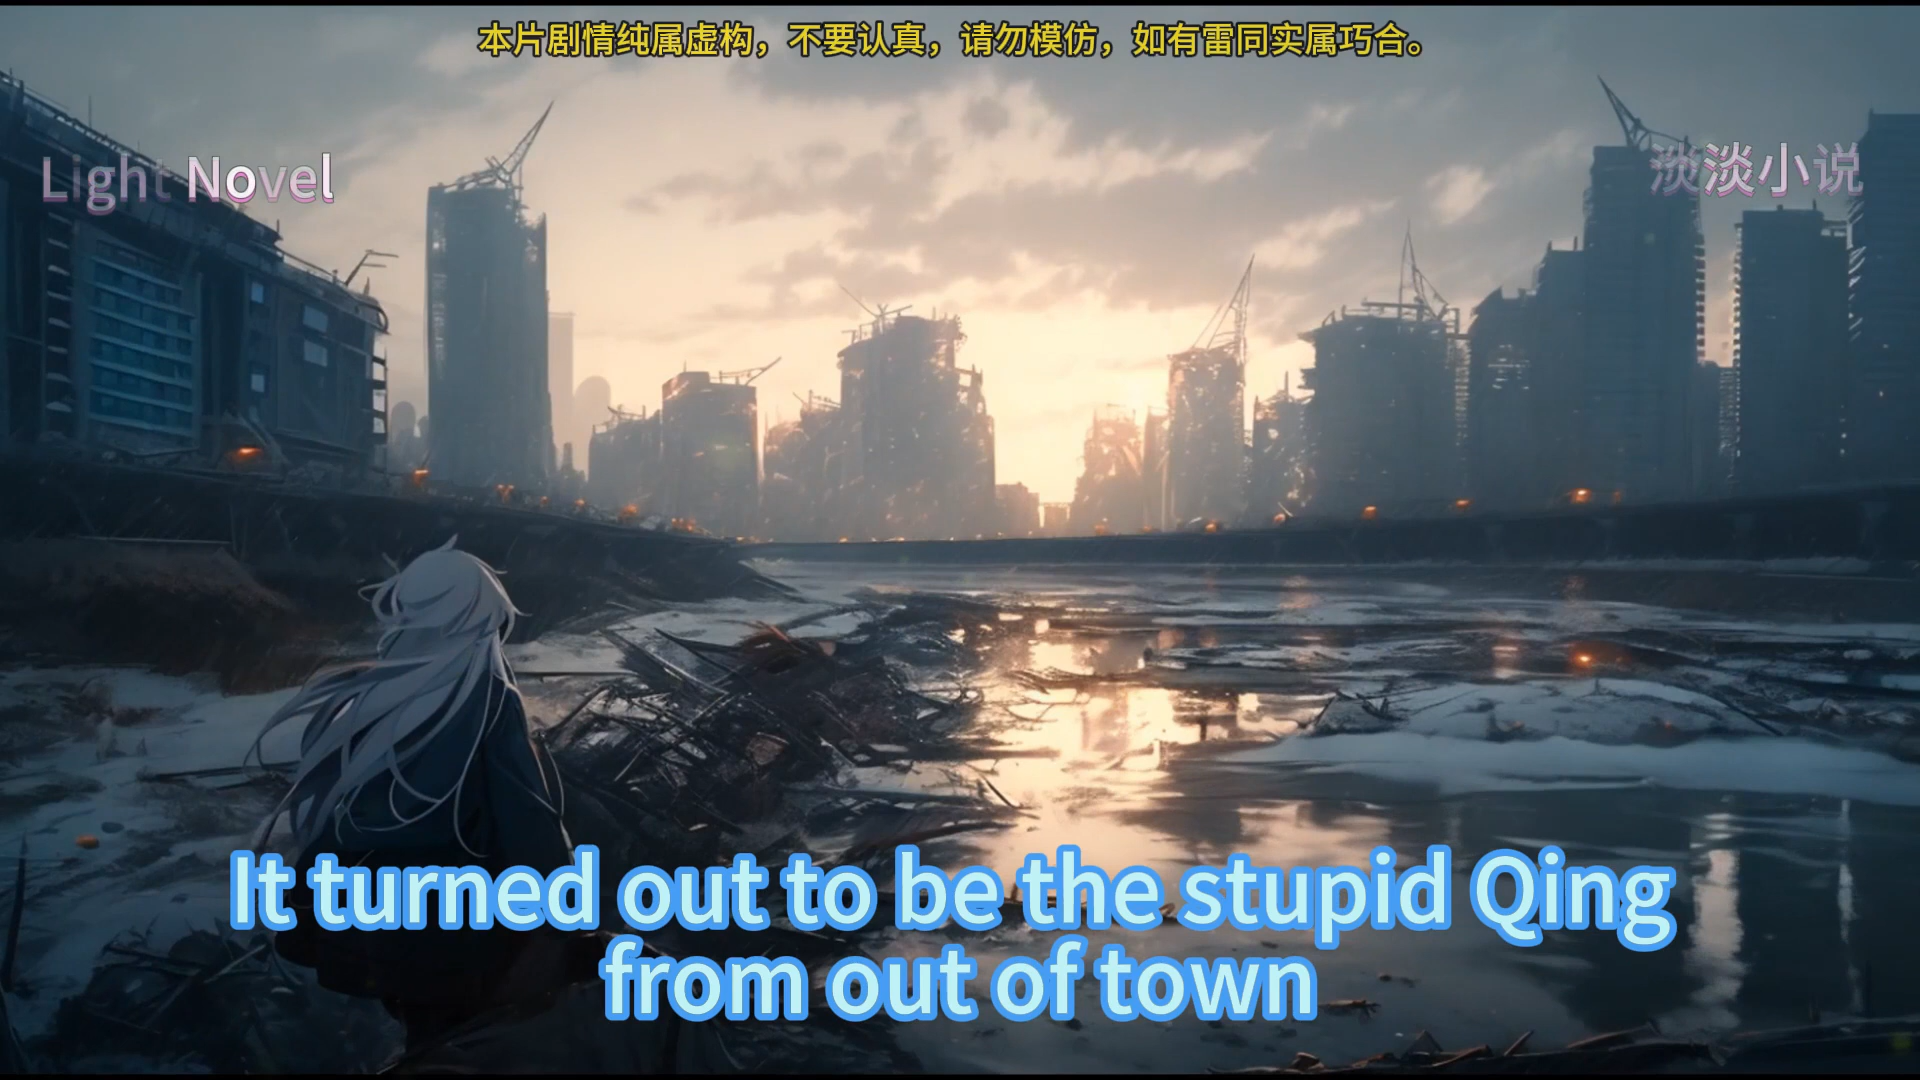 本片剧情纯属虚构，不要认真，请勿模仿，如有雷同实属巧合。
Light Novel
淡淡小说
It turned out to be the stupid Qing
from out of town